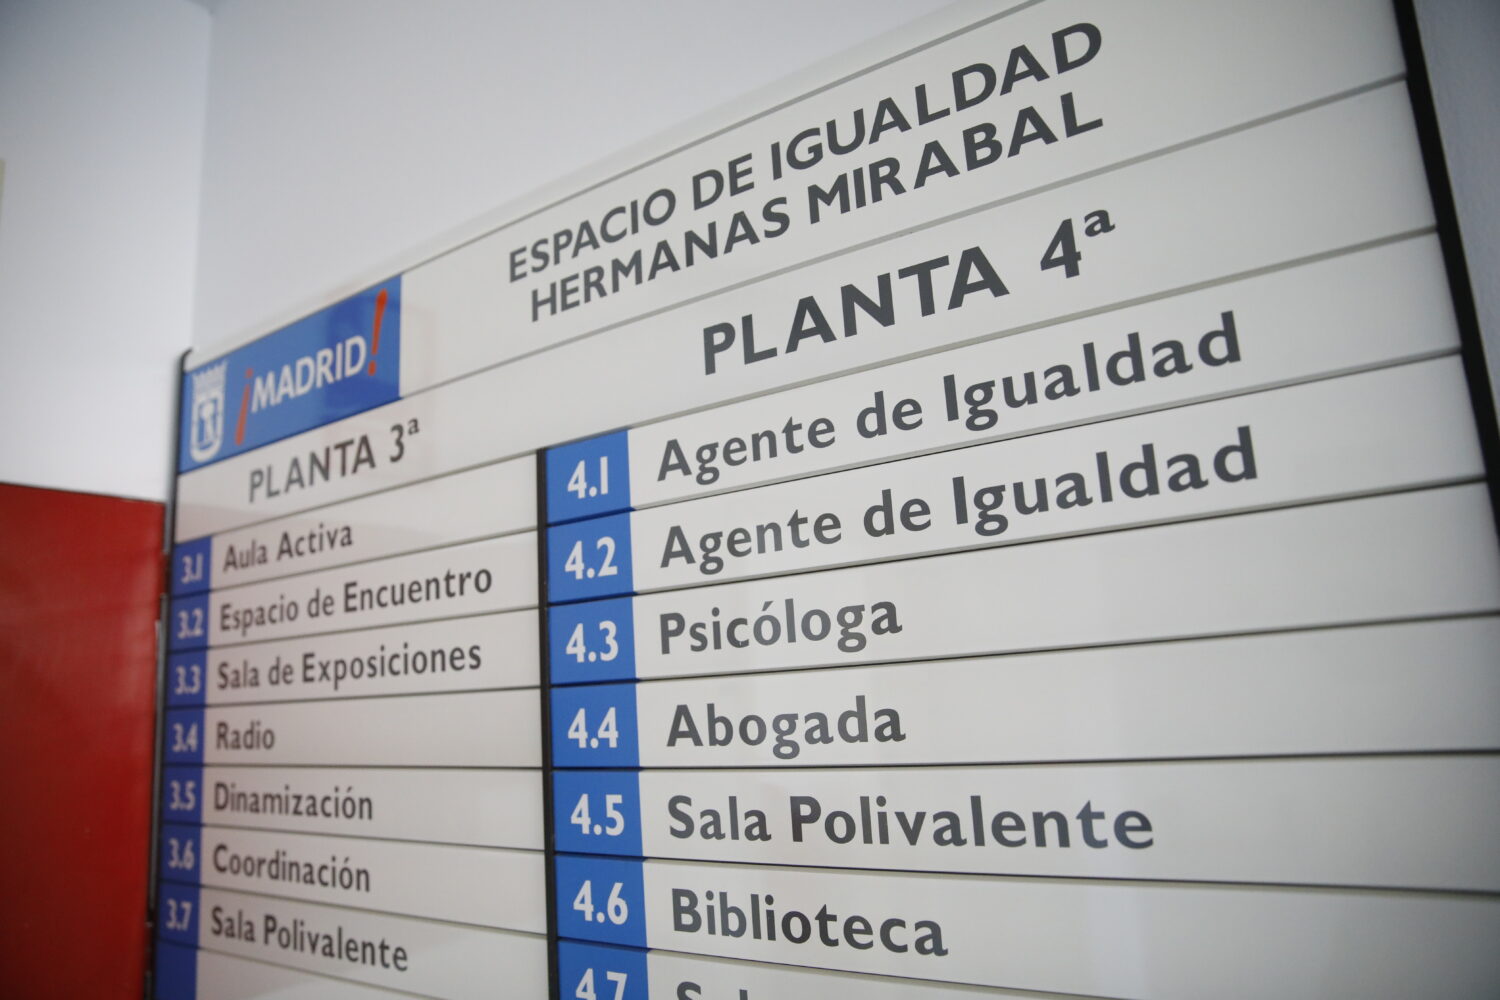 ESPACIO DE IGUALDAD
HERMANAS MIRABAL
¡MADRID!
PLANTA 3ª
3.1 Aula Activa
3.2 Espacio de Encuentro
3.3 Sala de Exposiciones
3.4 Radio
3.5 Dinamización
3.6 Coordinación
3.7 Sala Polivalente
PLANTA 4ª
4.1 Agente de Igualdad
4.2 Agente de Igualdad
4.3 Psicóloga
4.4 Abogada
4.5 Sala Polivalente
4.6 Biblioteca
4.7